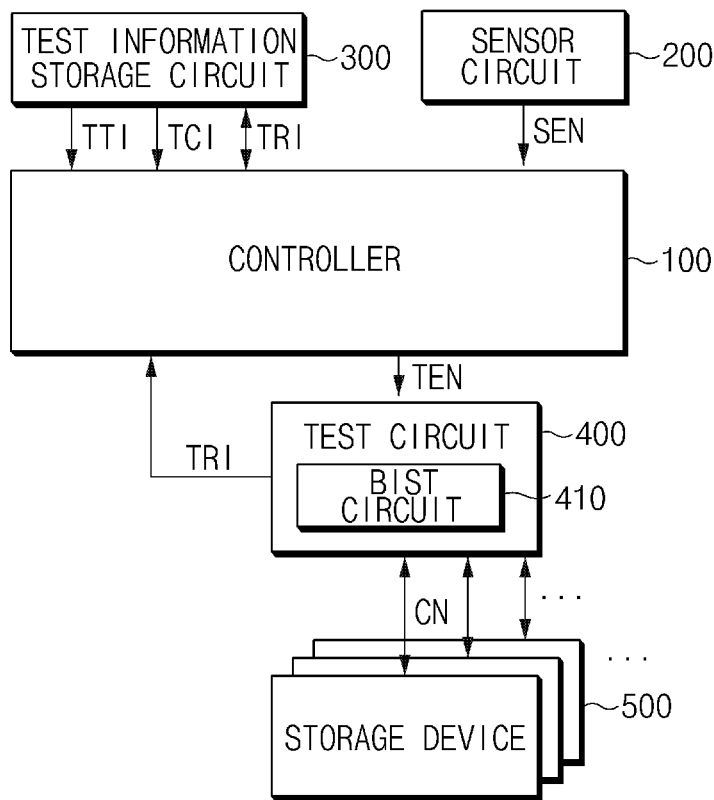 TEST INFORMATION
STORAGE CIRCUIT
300
SENSOR
CIRCUIT
200
TTI
TCI
TRI
SEN
CONTROLLER
100
TEN
TRI
TEST CIRCUIT
400
BIST
CIRCUIT
410
CN
...
...
STORAGE DEVICE
500